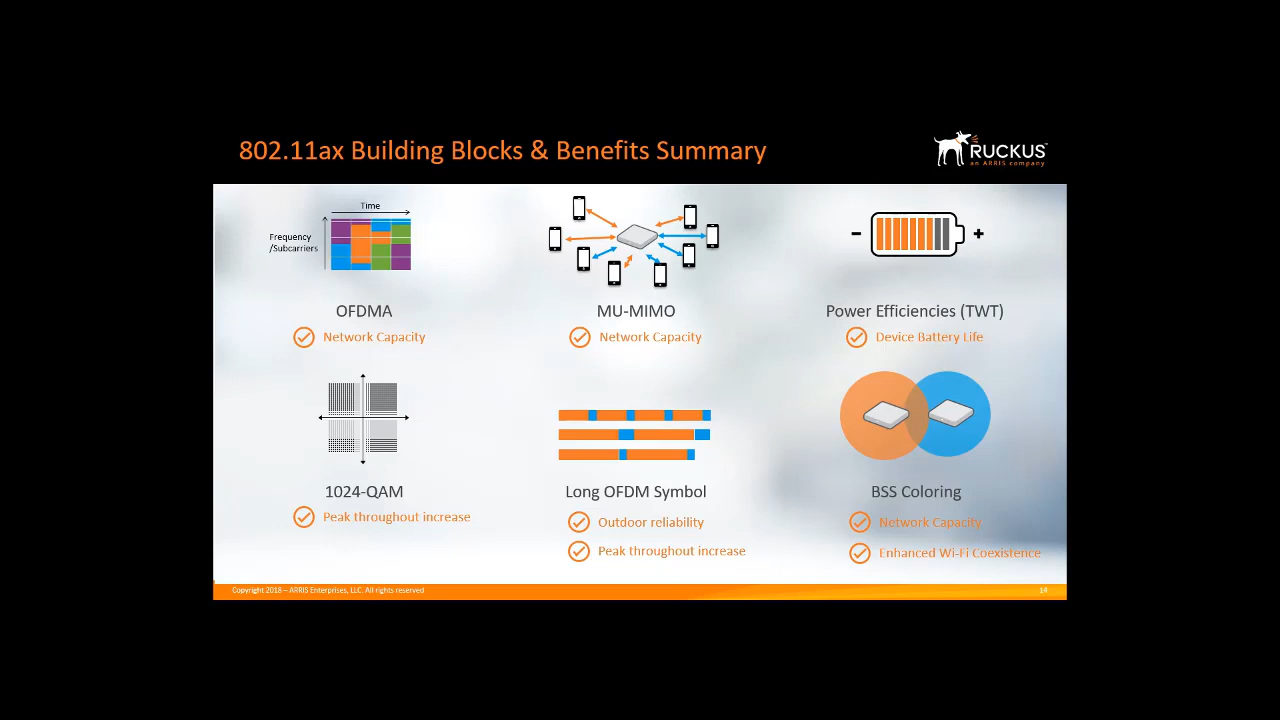 802.11ax Building Blocks & Benefits Summary
RUCKUS
an ARRIS company
Time
Frequency
/Subcarriers
OFDMA
Network Capacity
MU-MIMO
Network Capacity
- +
Power Efficiencies (TWT)
Device Battery Life
1024-QAM
Peak throughout increase
Long OFDM Symbol
Outdoor reliability
Peak throughout increase
BSS Coloring
Network Capacity
Enhanced Wi-Fi Coexistence
Copyright 2018 – ARRIS Enterprises, LLC. All rights reserved
14